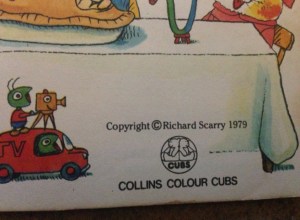 Copyright © Richard Scarry 1979
TV
CUBS
COLLINS COLOUR CUBS